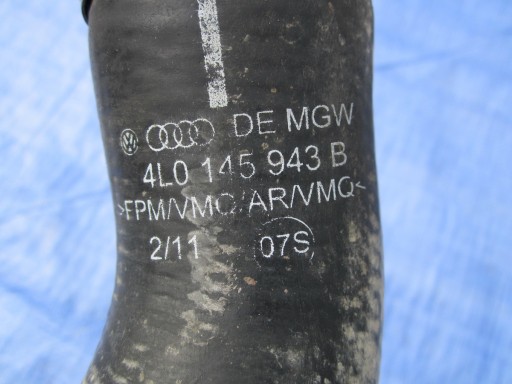 DE MGW
4L0 145 943 B
>FPM/VMQ/AR/VMQ<
2/11 07S